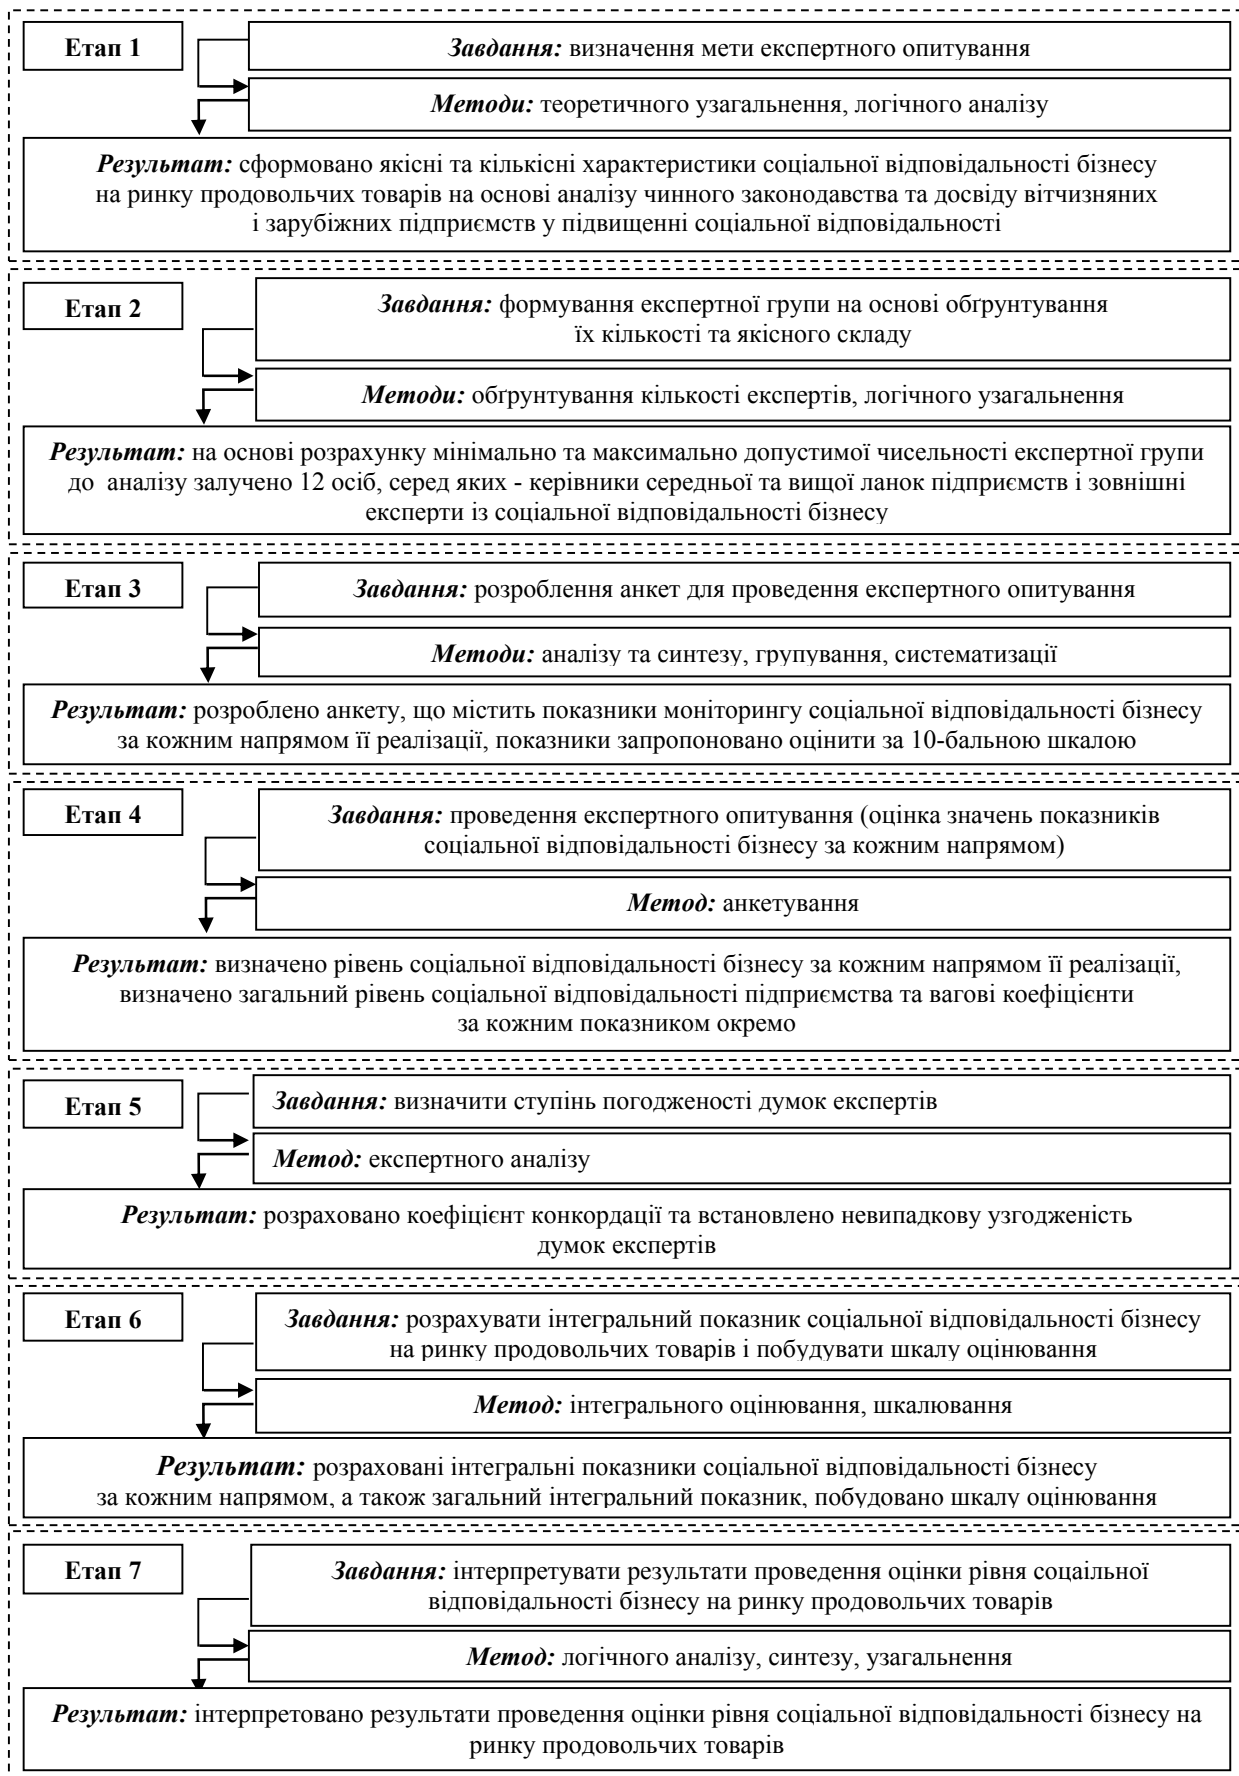 Етап 1
Завдання: визначення мети експертного опитування
Методи: теоретичного узагальнення, логічного аналізу
Результат: сформовано якісні та кількісні характеристики соціальної відповідальності бізнесу
на ринку продовольчих товарів на основі аналізу чинного законодавства та досвіду вітчизняних
і зарубіжних підприємств у підвищенні соціальної відповідальності
Етап 2
Завдання: формування експертної групи на основі обґрунтування
їх кількості та якісного складу
Методи: обґрунтування кількості експертів, логічного узагальнення
Результат: на основі розрахунку мінімально та максимально допустимої чисельності експертної групи
до аналізу залучено 12 осіб, серед яких - керівники середньої та вищої ланок підприємств і зовнішні
експерти із соціальної відповідальності бізнесу
Етап 3
Завдання: розроблення анкет для проведення експертного опитування
Методи: аналізу та синтезу, групування, систематизації
Результат: розроблено анкету, що містить показники моніторингу соціальної відповідальності бізнесу
за кожним напрямом її реалізації, показники запропоновано оцінити за 10-бальною шкалою
Етап 4
Завдання: проведення експертного опитування (оцінка значень показників
соціальної відповідальності бізнесу за кожним напрямом)
Метод: анкетування
Результат: визначено рівень соціальної відповідальності бізнесу за кожним напрямом її реалізації,
визначено загальний рівень соціальної відповідальності підприємства та вагові коефіцієнти
за кожним показником окремо
Етап 5
Завдання: визначити ступінь погодженості думок експертів
Метод: експертного аналізу
Результат: розраховано коефіцієнт конкордації та встановлено невипадкову узгодженість
думок експертів
Етап 6
Завдання: розрахувати інтегральний показник соціальної відповідальності бізнесу
на ринку продовольчих товарів і побудувати шкалу оцінювання
Метод: інтегрального оцінювання, шкалювання
Результат: розраховані інтегральні показники соціальної відповідальності бізнесу
за кожним напрямом, а також загальний інтегральний показник, побудовано шкалу оцінювання
Етап 7
Завдання: інтерпретувати результати проведення оцінки рівня соцаільної
відповідальності бізнесу на ринку продовольчих товарів
Метод: логічного аналізу, синтезу, узагальнення
Результат: інтерпретовано результати проведення оцінки рівня соціальної відповідальності бізнесу на
ринку продовольчих товарів